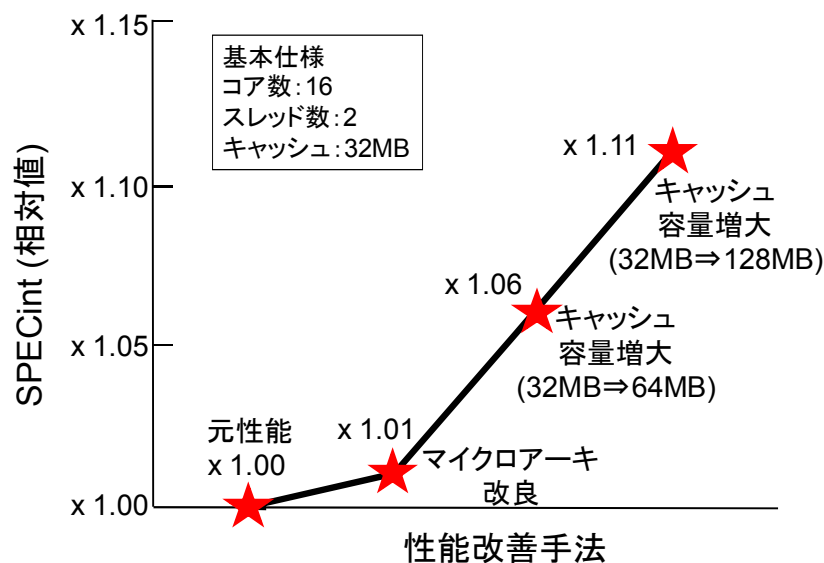 x 1.15
x 1.10
x 1.05
x 1.00
SPECint (相対値)
基本仕様
コア数：16
スレッド数：2
キャッシュ：32MB
元性能
x 1.00
x 1.01
マイクロアーキ
改良
x 1.06
キャッシュ
容量増大
(32MB⇒64MB)
x 1.11
キャッシュ
容量増大
(32MB⇒128MB)
性能改善手法